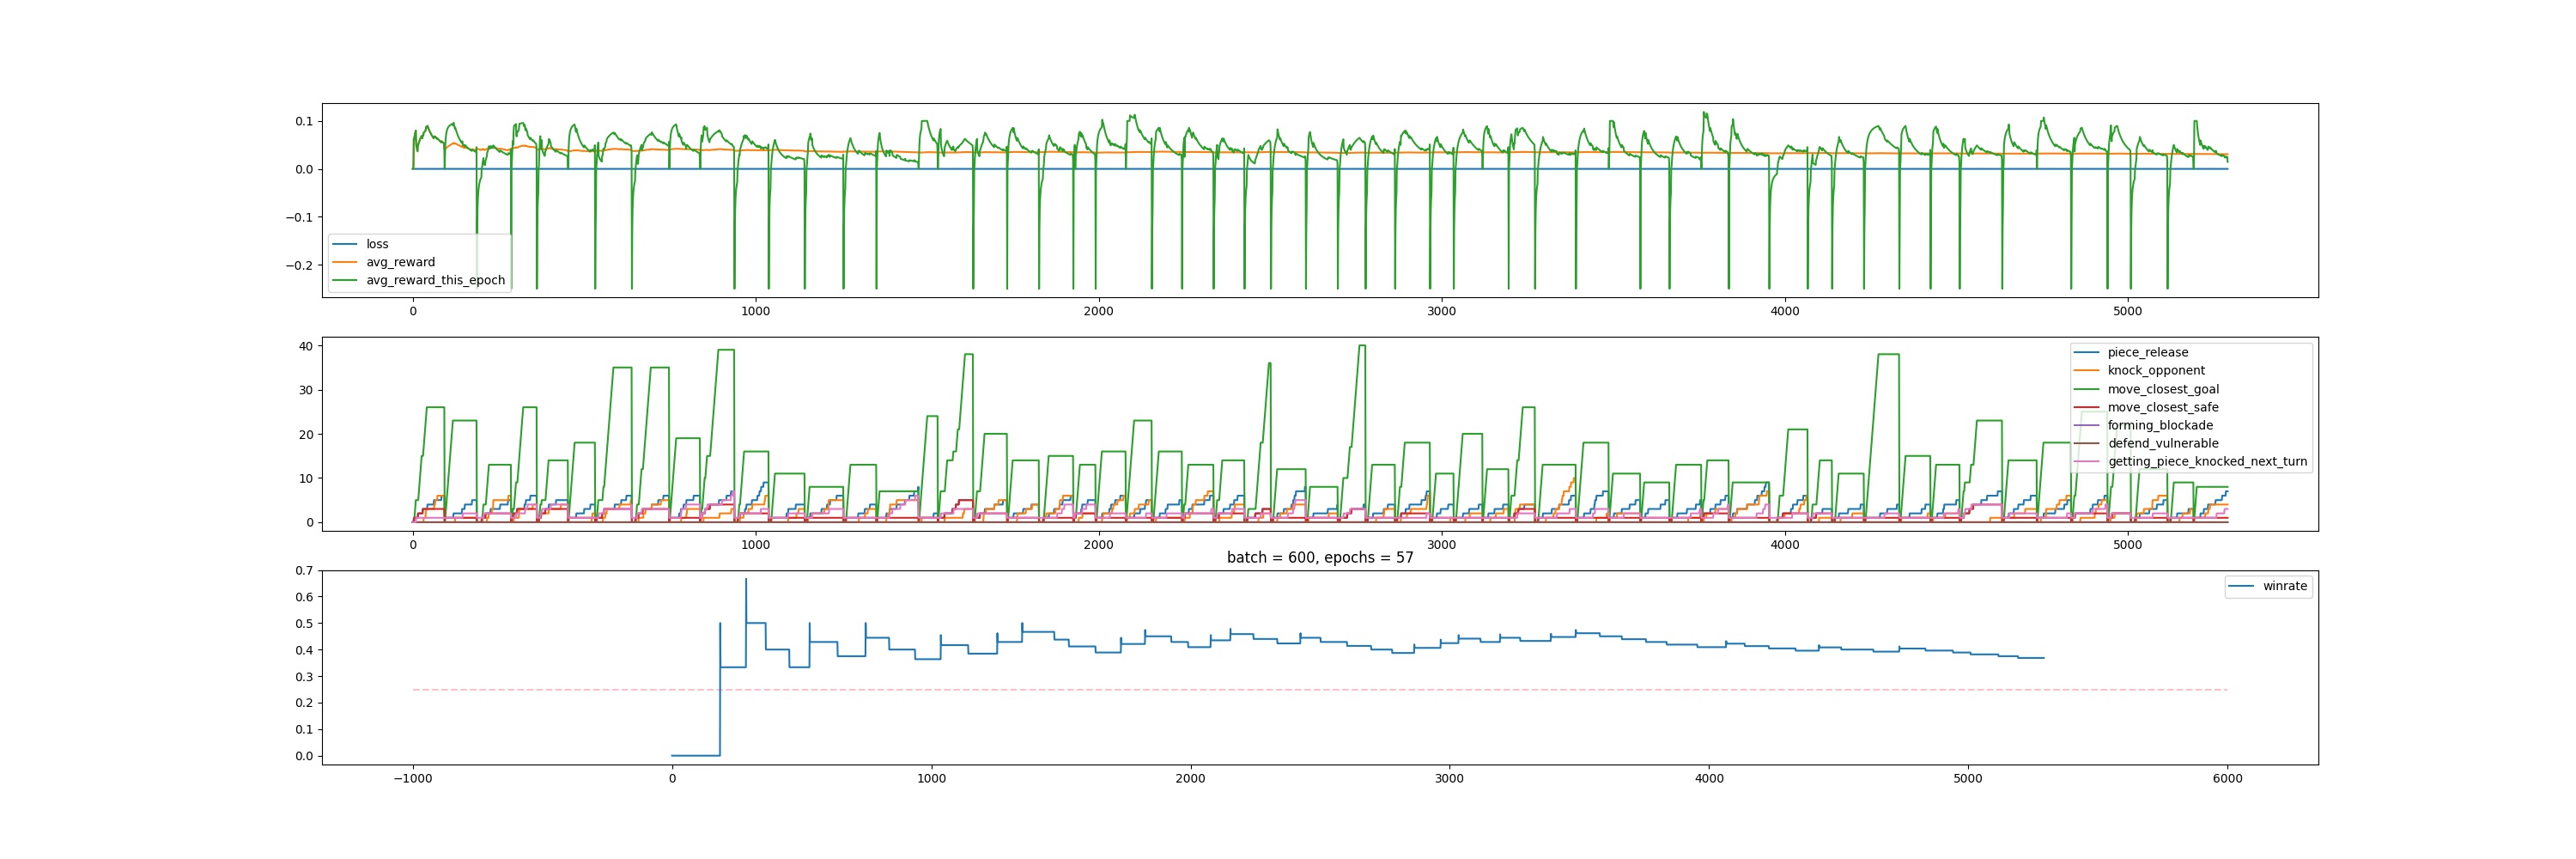 0.1
0.0
−0.1
−0.2
loss
avg_reward
avg_reward_this_epoch
0 1000 2000 3000 4000 5000
40
30
20
10
0
piece_release
knock_opponent
move_closest_goal
move_closest_safe
forming_blockade
defend_vulnerable
getting_piece_knocked_next_turn
0 1000 2000 3000 4000 5000
batch = 600, epochs = 57
0.7
0.6
0.5
0.4
0.3
0.2
0.1
0.0
winrate
−1000 0 1000 2000 3000 4000 5000 6000